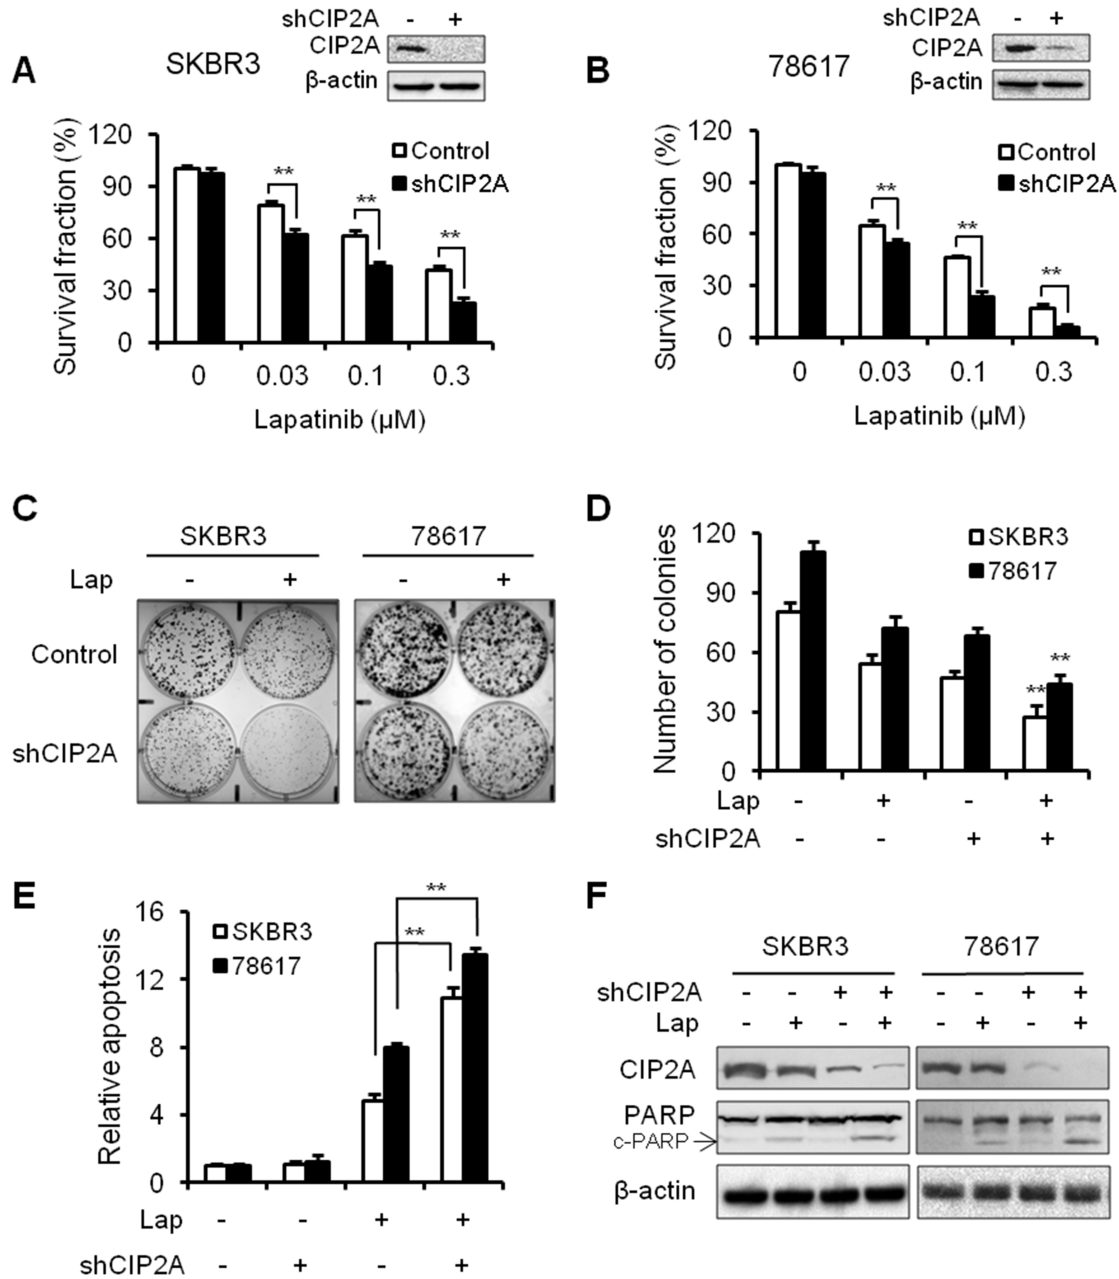 A
SKBR3
shCIP2A - +
CIP2A
β-actin
Survival fraction (%)
120
90
60
30
0
Control
shCIP2A
** ** **
0 0.03 0.1 0.3
Lapatinib (µM)
B
78617
shCIP2A - +
CIP2A
β-actin
Survival fraction (%)
120
90
60
30
0
Control
shCIP2A
** ** **
0 0.03 0.1 0.3
Lapatinib (µM)
C
SKBR3 78617
Lap - + - +
Control
shCIP2A
D
Number of colonies
120
90
60
30
0
SKBR3
78617
** **
Lap - + - +
shCIP2A - - + +
E
Relative apoptosis
16
12
8
4
0
SKBR3
78617
**
**
Lap - - + +
shCIP2A - + - +
F
SKBR3 78617
shCIP2A - - + + - - + +
Lap - + - + - + - +
CIP2A
PARP
c-PARP
β-actin